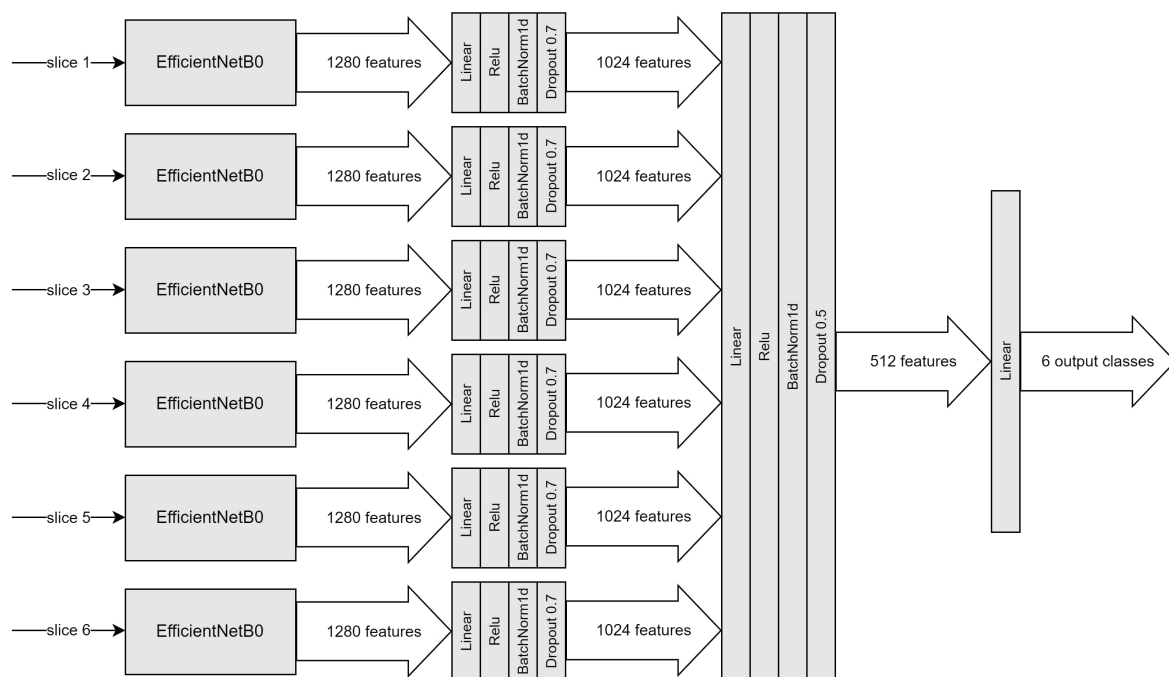 slice 1
EfficientNetB0
1280 features
Linear
Relu
BatchNorm1d
Dropout 0.7
1024 features
slice 2
EfficientNetB0
1280 features
Linear
Relu
BatchNorm1d
Dropout 0.7
1024 features
slice 3
EfficientNetB0
1280 features
Linear
Relu
BatchNorm1d
Dropout 0.7
1024 features
slice 4
EfficientNetB0
1280 features
Linear
Relu
BatchNorm1d
Dropout 0.7
1024 features
slice 5
EfficientNetB0
1280 features
Linear
Relu
BatchNorm1d
Dropout 0.7
1024 features
slice 6
EfficientNetB0
1280 features
Linear
Relu
BatchNorm1d
Dropout 0.7
1024 features
Linear
Relu
BatchNorm1d
Dropout 0.5
512 features
Linear
6 output classes